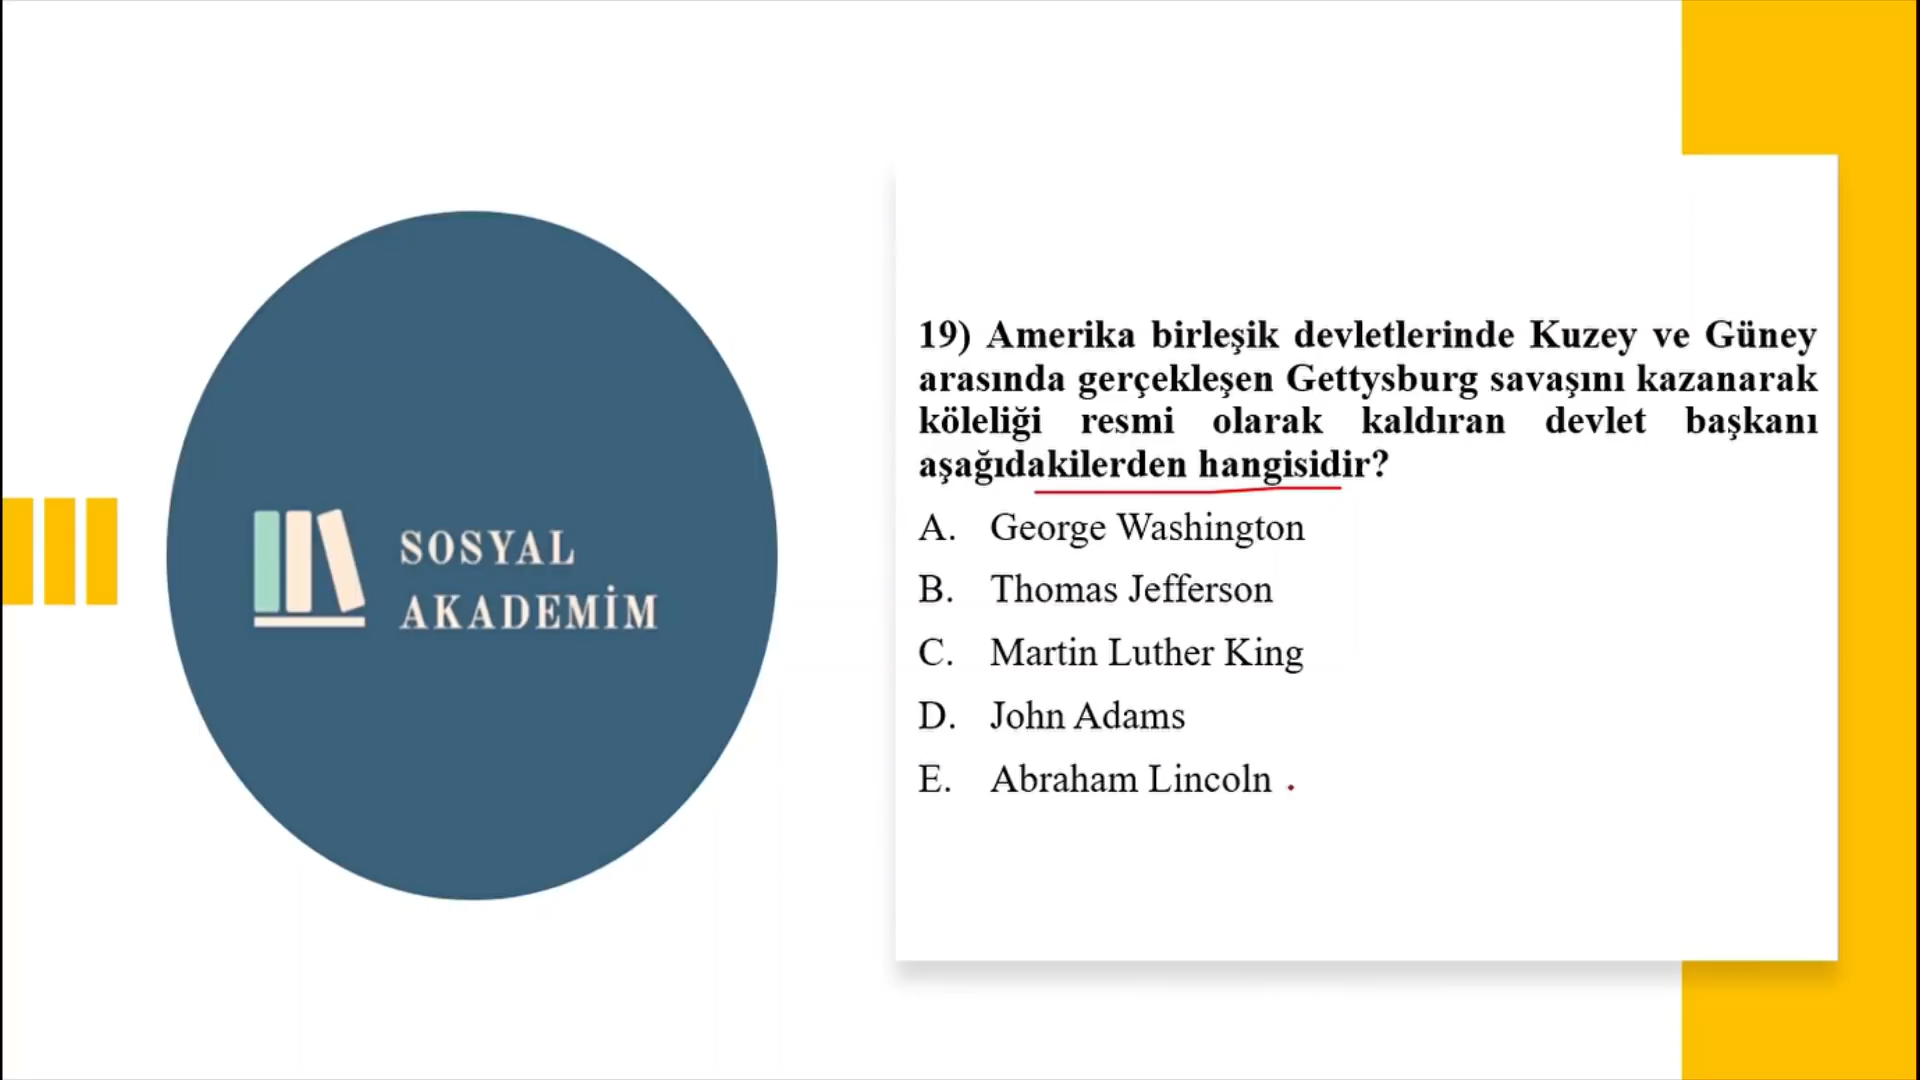 SOSYAL
AKADEMİM
19) Amerika birleşik devletlerinde Kuzey ve Güney
arasında gerçekleşen Gettysburg savaşını kazanarak
köleliği resmi olarak kaldıran devlet başkanı
aşağıdakilerden hangisidir?
A. George Washington
B. Thomas Jefferson
C. Martin Luther King
D. John Adams
E. Abraham Lincoln